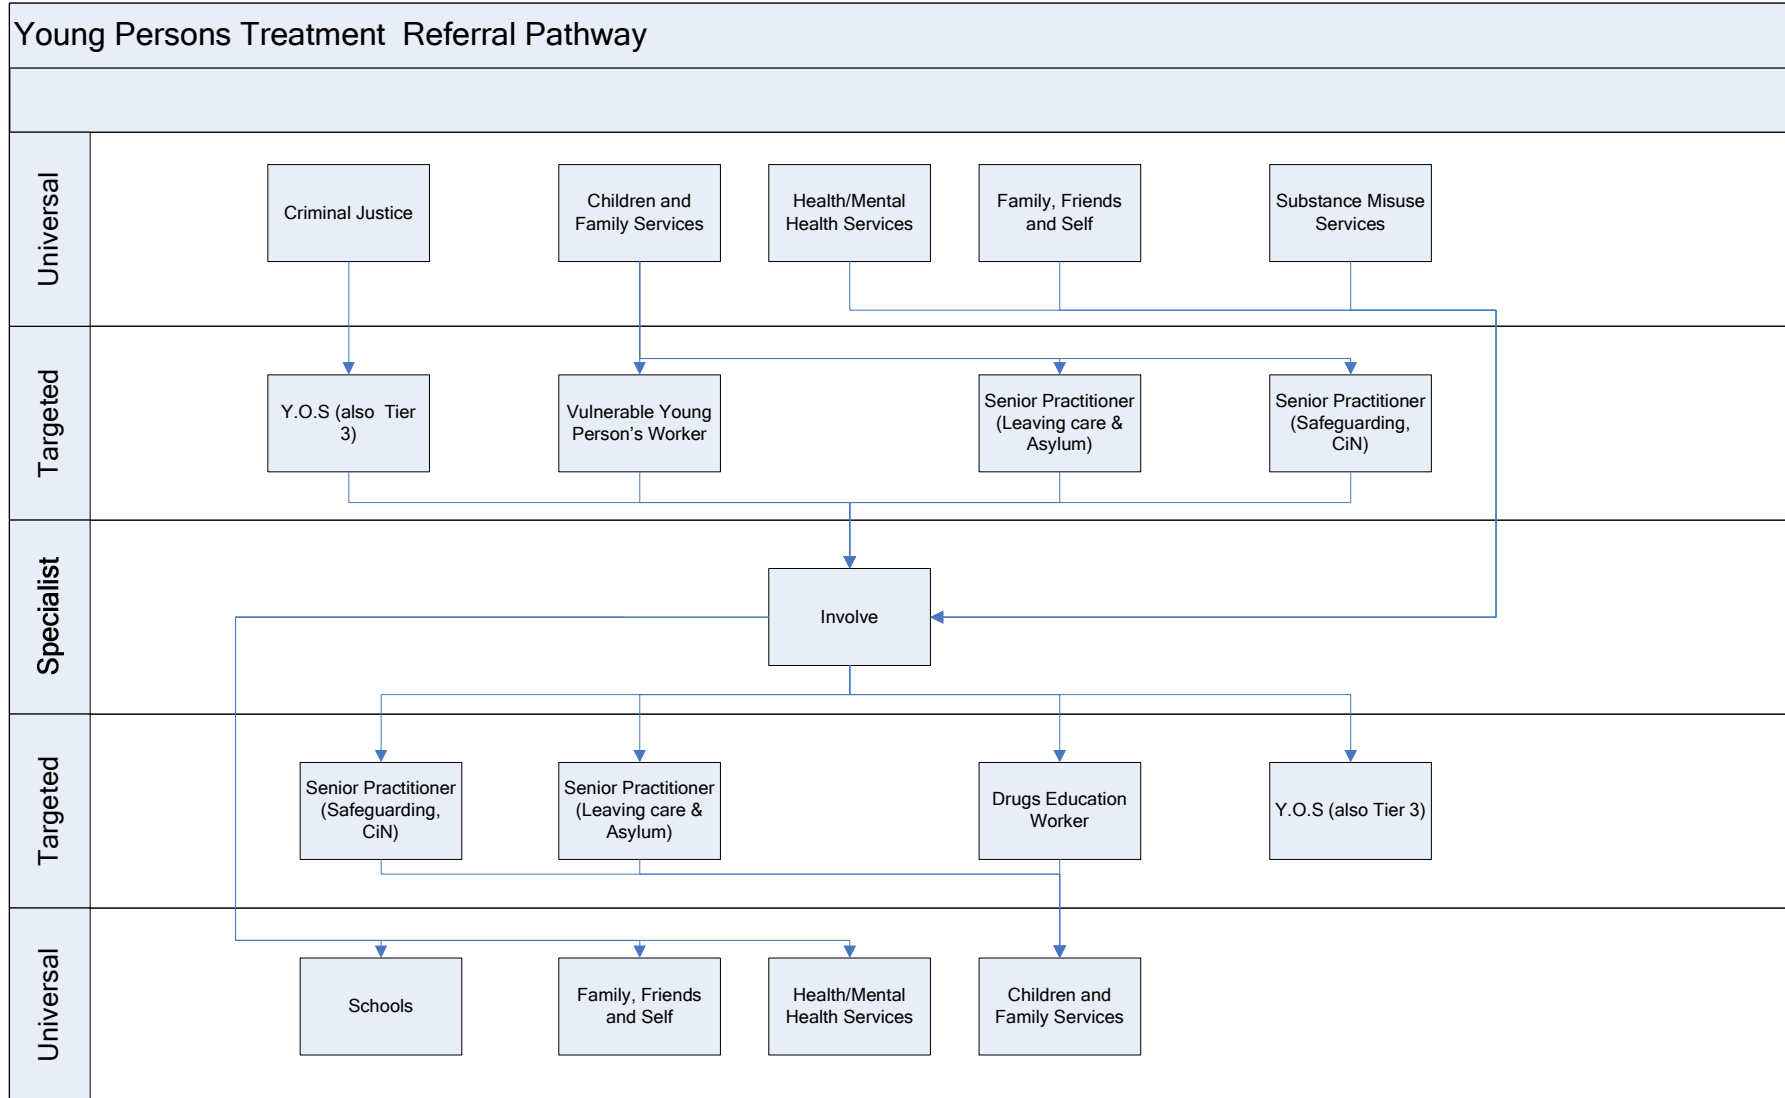 Young Persons Treatment  Referral Pathway
Universal
Criminal Justice
Children and
Family Services
Health/Mental
Health Services
Family, Friends
and Self
Substance Misuse
Services
Targeted
Y.O.S (also  Tier
3)
Vulnerable Young
Person’s Worker
Senior Practitioner
(Leaving care &
Asylum)
Senior Practitioner
(Safeguarding,
CiN)
Specialist
Involve
Targeted
Senior Practitioner
(Safeguarding,
CiN)
Senior Practitioner
(Leaving care &
Asylum)
Drugs Education
Worker
Y.O.S (also Tier 3)
Universal
Schools
Family, Friends
and Self
Health/Mental
Health Services
Children and
Family Services